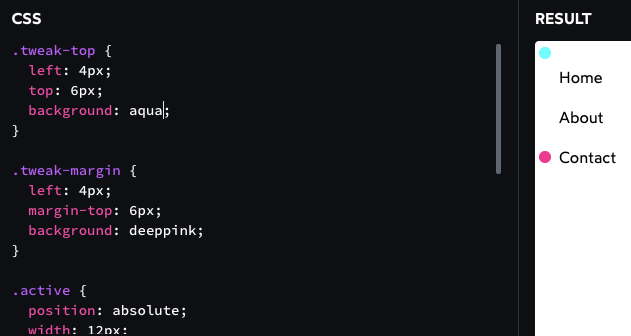 CSS
.tweak-top {
left: 4px;
top: 6px;
background: aqua;
}
.tweak-margin {
left: 4px;
margin-top: 6px;
background: deeppink;
}
.active {
position: absolute;
width: 12px;
RESULT
Home
About
Contact